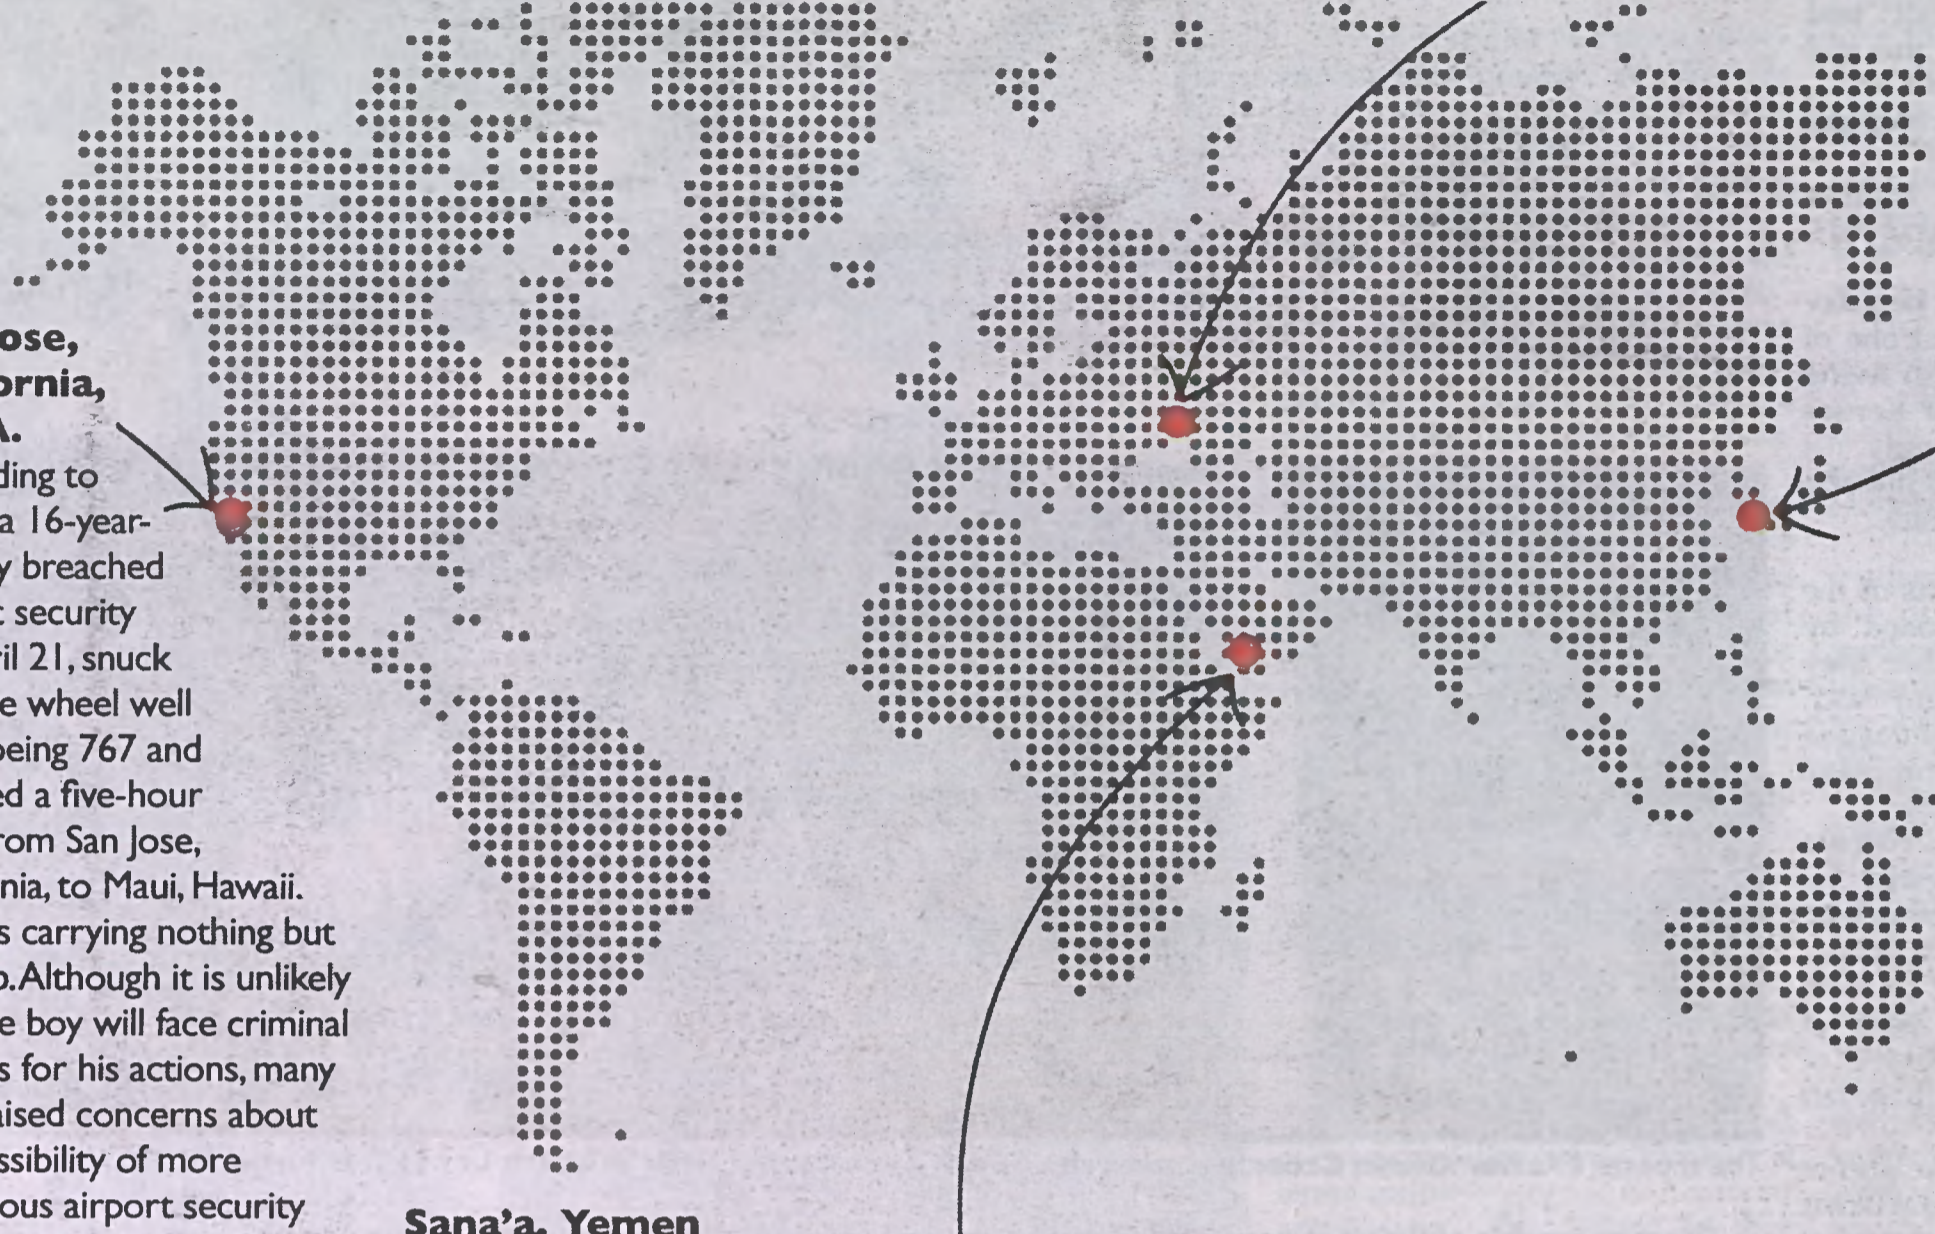 ose,
ornia,
A.
ding to
a 16-year-
y breached
t security
ril 21, snuck
e wheel well
oeing 767 and
ed a five-hour
rom San Jose,
nia, to Maui, Hawaii.
s carrying nothing but
b. Although it is unlikely
e boy will face criminal
s for his actions, many
aised concerns about
ssibility of more
ous airport security
Sana'a, Yemen